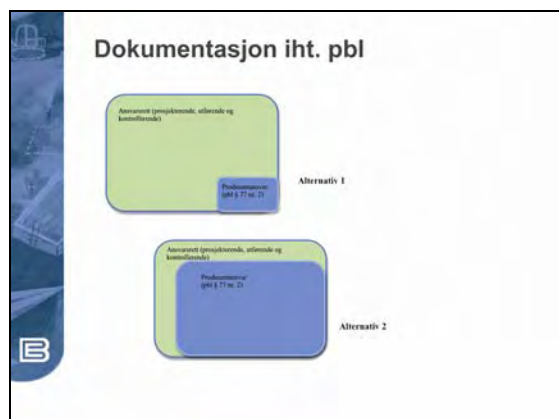 Dokumentasjon iht. pbl
Ansvarsrett (prosjekterende, utførende og
kontrollerende)
Produsentansvar
(pbl § 77 nr. 2)
Alternativ 1
Ansvarsrett (prosjekterende, utførende og
kontrollerende)
Produsentansvar
(pbl § 77 nr. 2)
Alternativ 2